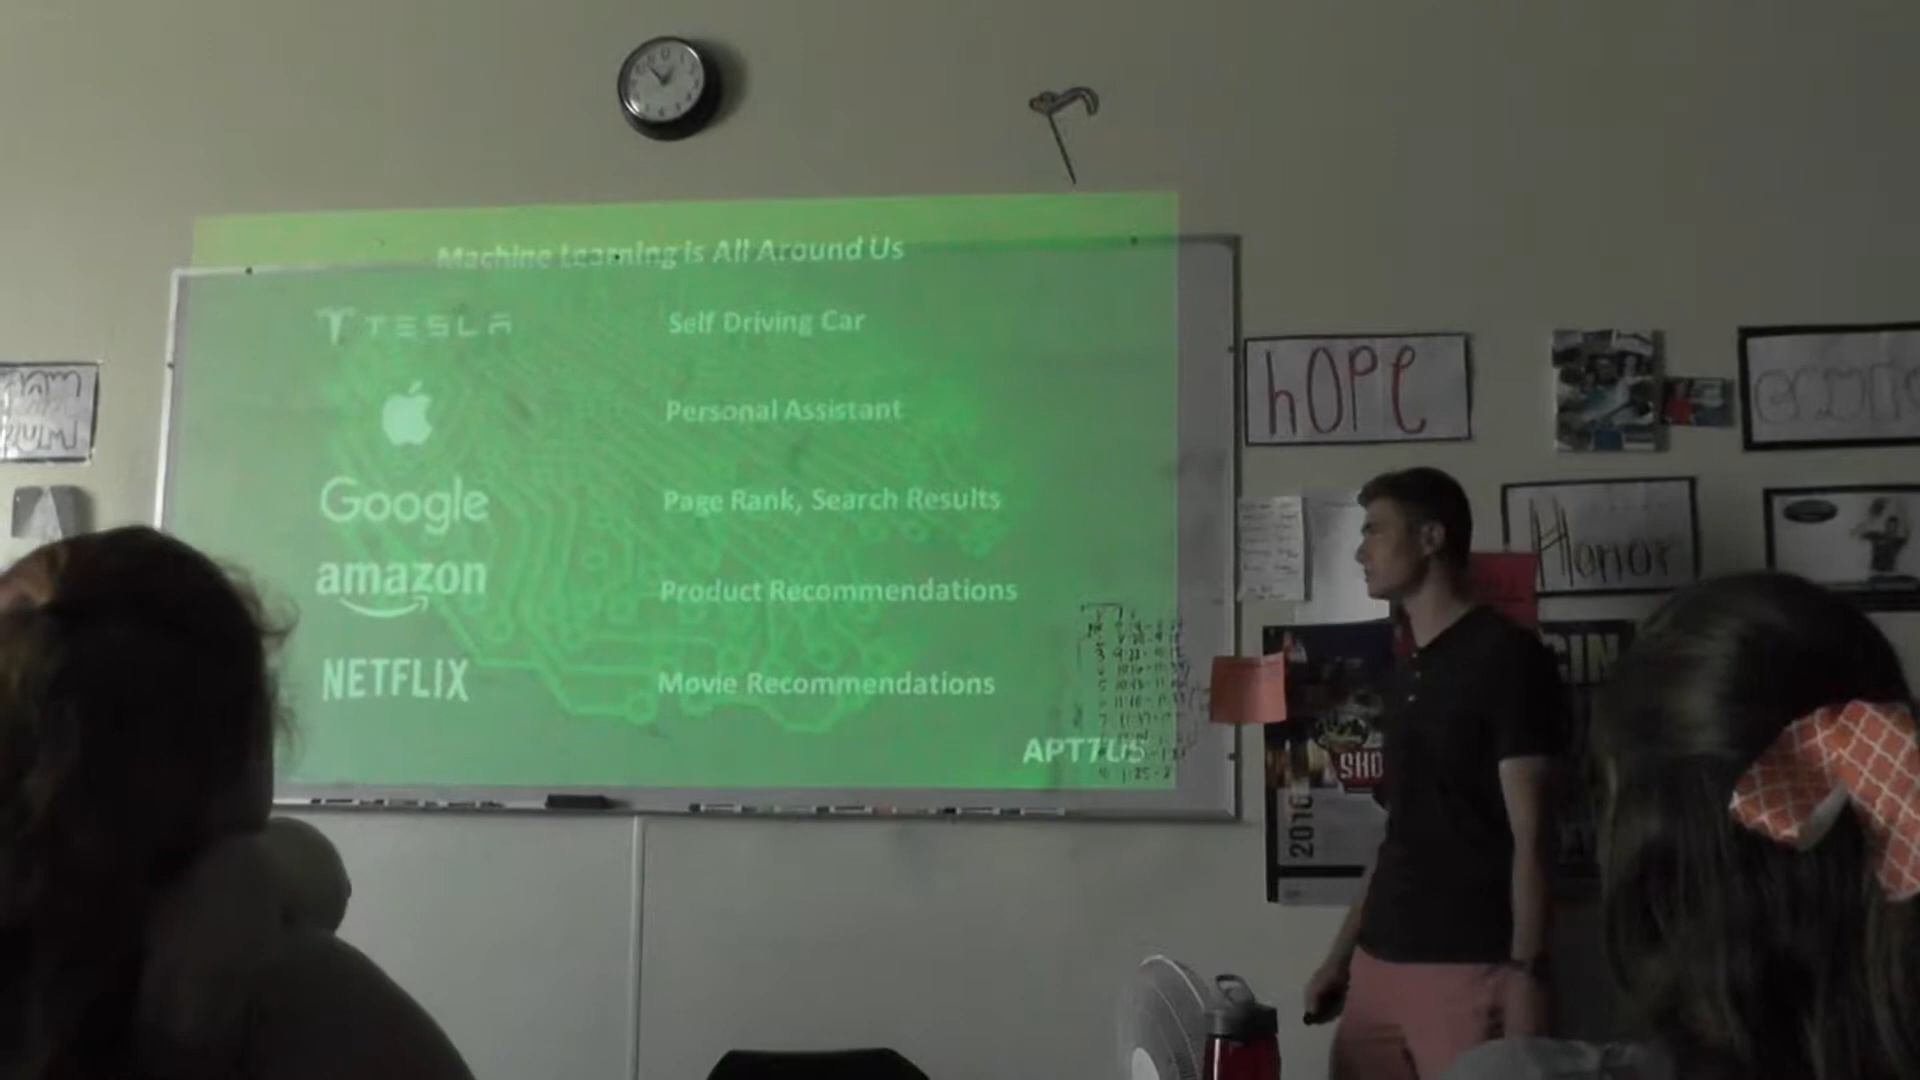 Machine Learning is All Around Us
TESLA Self Driving Car
Personal Assistant
Google Page Rank, Search Results
amazon Product Recommendations
NETFLIX Movie Recommendations
APTTUS
hOPe
Honor
SHO
2016